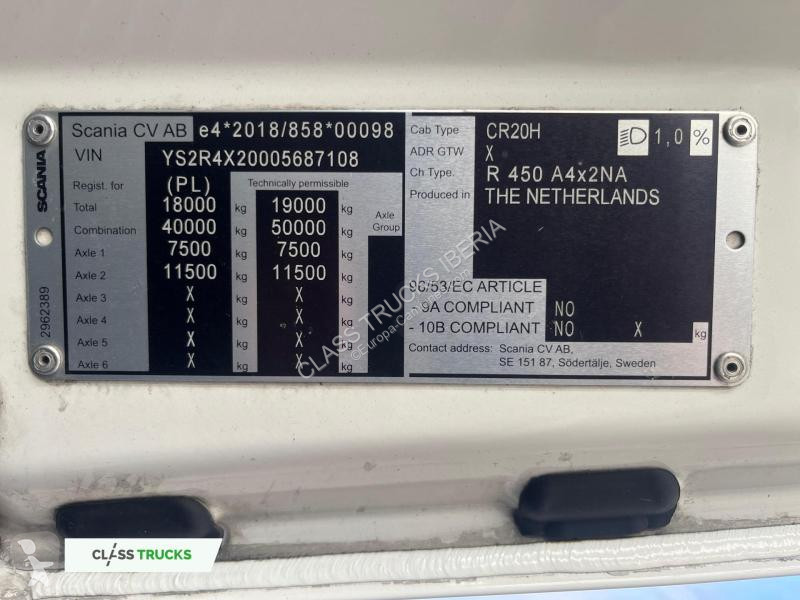 Scania CV AB e4*2018/858*00098
VIN YS2R4X20005687108
Regist. for (PL) Technically permissible
Total 18000 kg 19000 kg Axle Group
Combination 40000 kg 50000 kg
Axle 1 7500 kg 7500 kg
Axle 2 11500 kg 11500 kg
Axle 3 X kg X kg
Axle 4 X kg X kg
Axle 5 X kg X kg
Axle 6 X kg X kg
SCANIA
2962389
Cab Type CR20H 1,0 %
ADR GTW X
Ch Type. R 450 A4x2NA
Produced in THE NETHERLANDS
96/53/EC ARTICLE
- 9A COMPLIANT NO
- 10B COMPLIANT NO X kg
Contact address: Scania CV AB,
SE 151 87, Södertälje, Sweden
CLASS TRUCKS IBERIA
CLASS TRUCKS